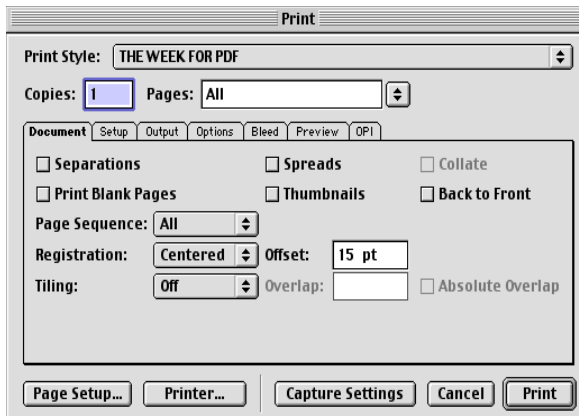 Print
Print Style: THE WEEK FOR PDF
Copies: 1 Pages: All
Document Setup Output Options Bleed Preview OPI
Separations Spreads Collate
Print Blank Pages Thumbnails Back to Front
Page Sequence: All
Registration: Centered Offset: 15 pt
Tiling: Off Overlap: Absolute Overlap
Page Setup... Printer... Capture Settings Cancel Print